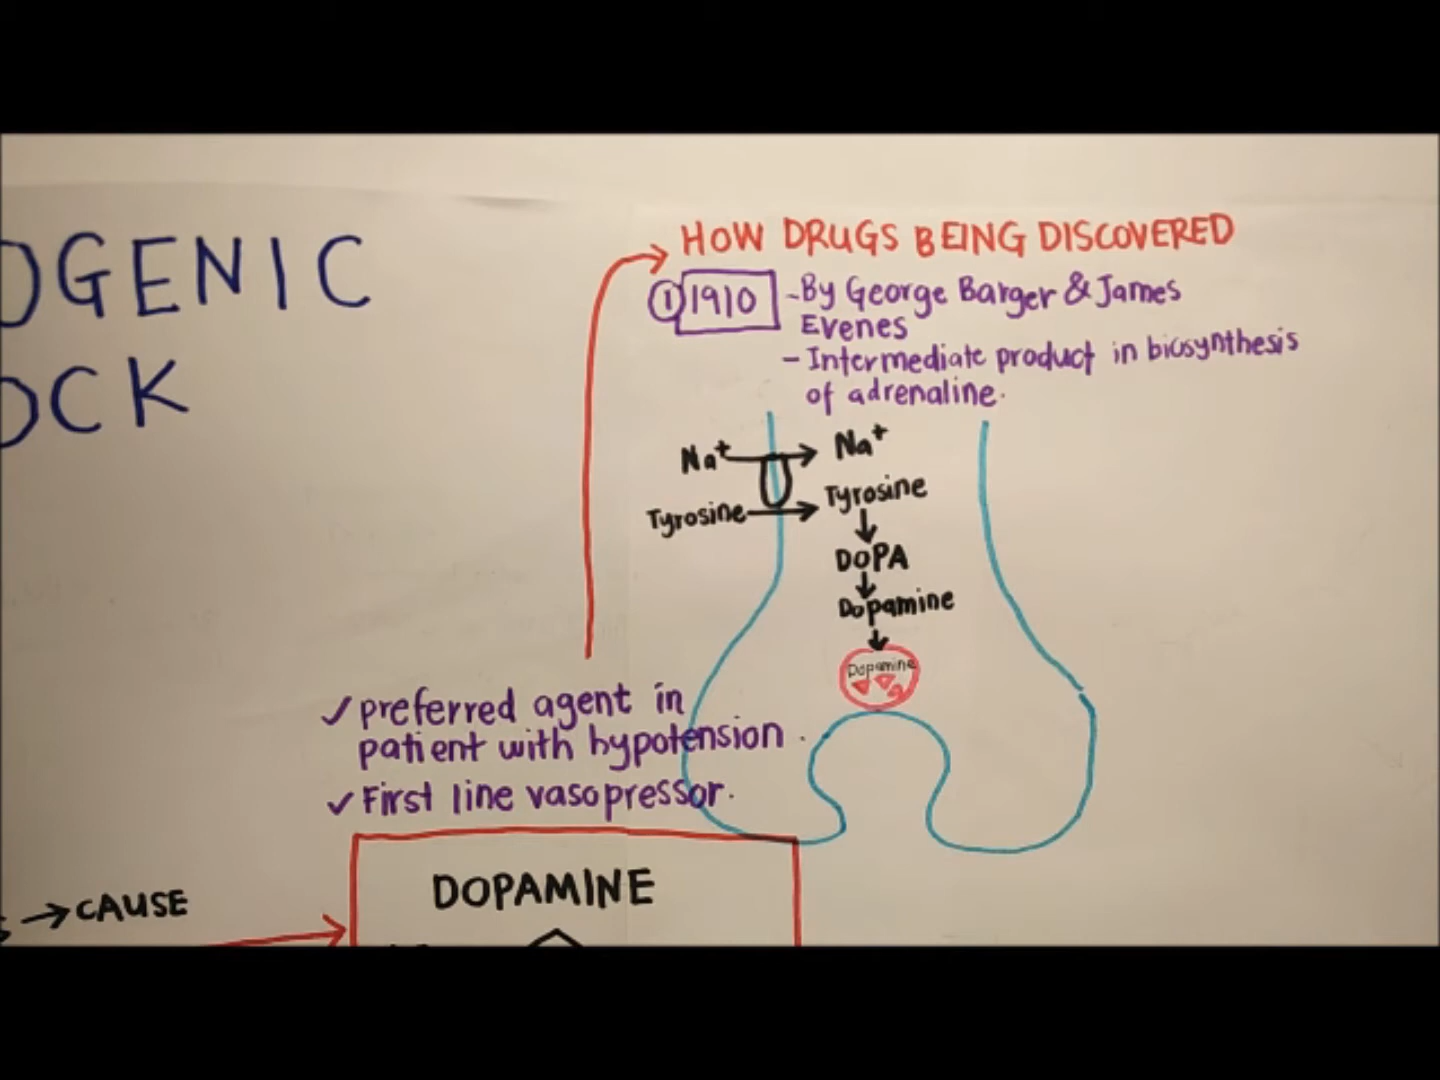 OGENIC
OCK
HOW DRUGS BEING DISCOVERED
① 1910 - By George Barger & James
Evenes
- Intermediate product in biosynthesis
of adrenaline.
Na⁺ → Na⁺
Tyrosine → Tyrosine
↓
DOPA
↓
Dopamine
↓
Dopamine
✓ preferred agent in
patient with hypotension.
✓ First line vasopressor.
DOPAMINE
→ CAUSE